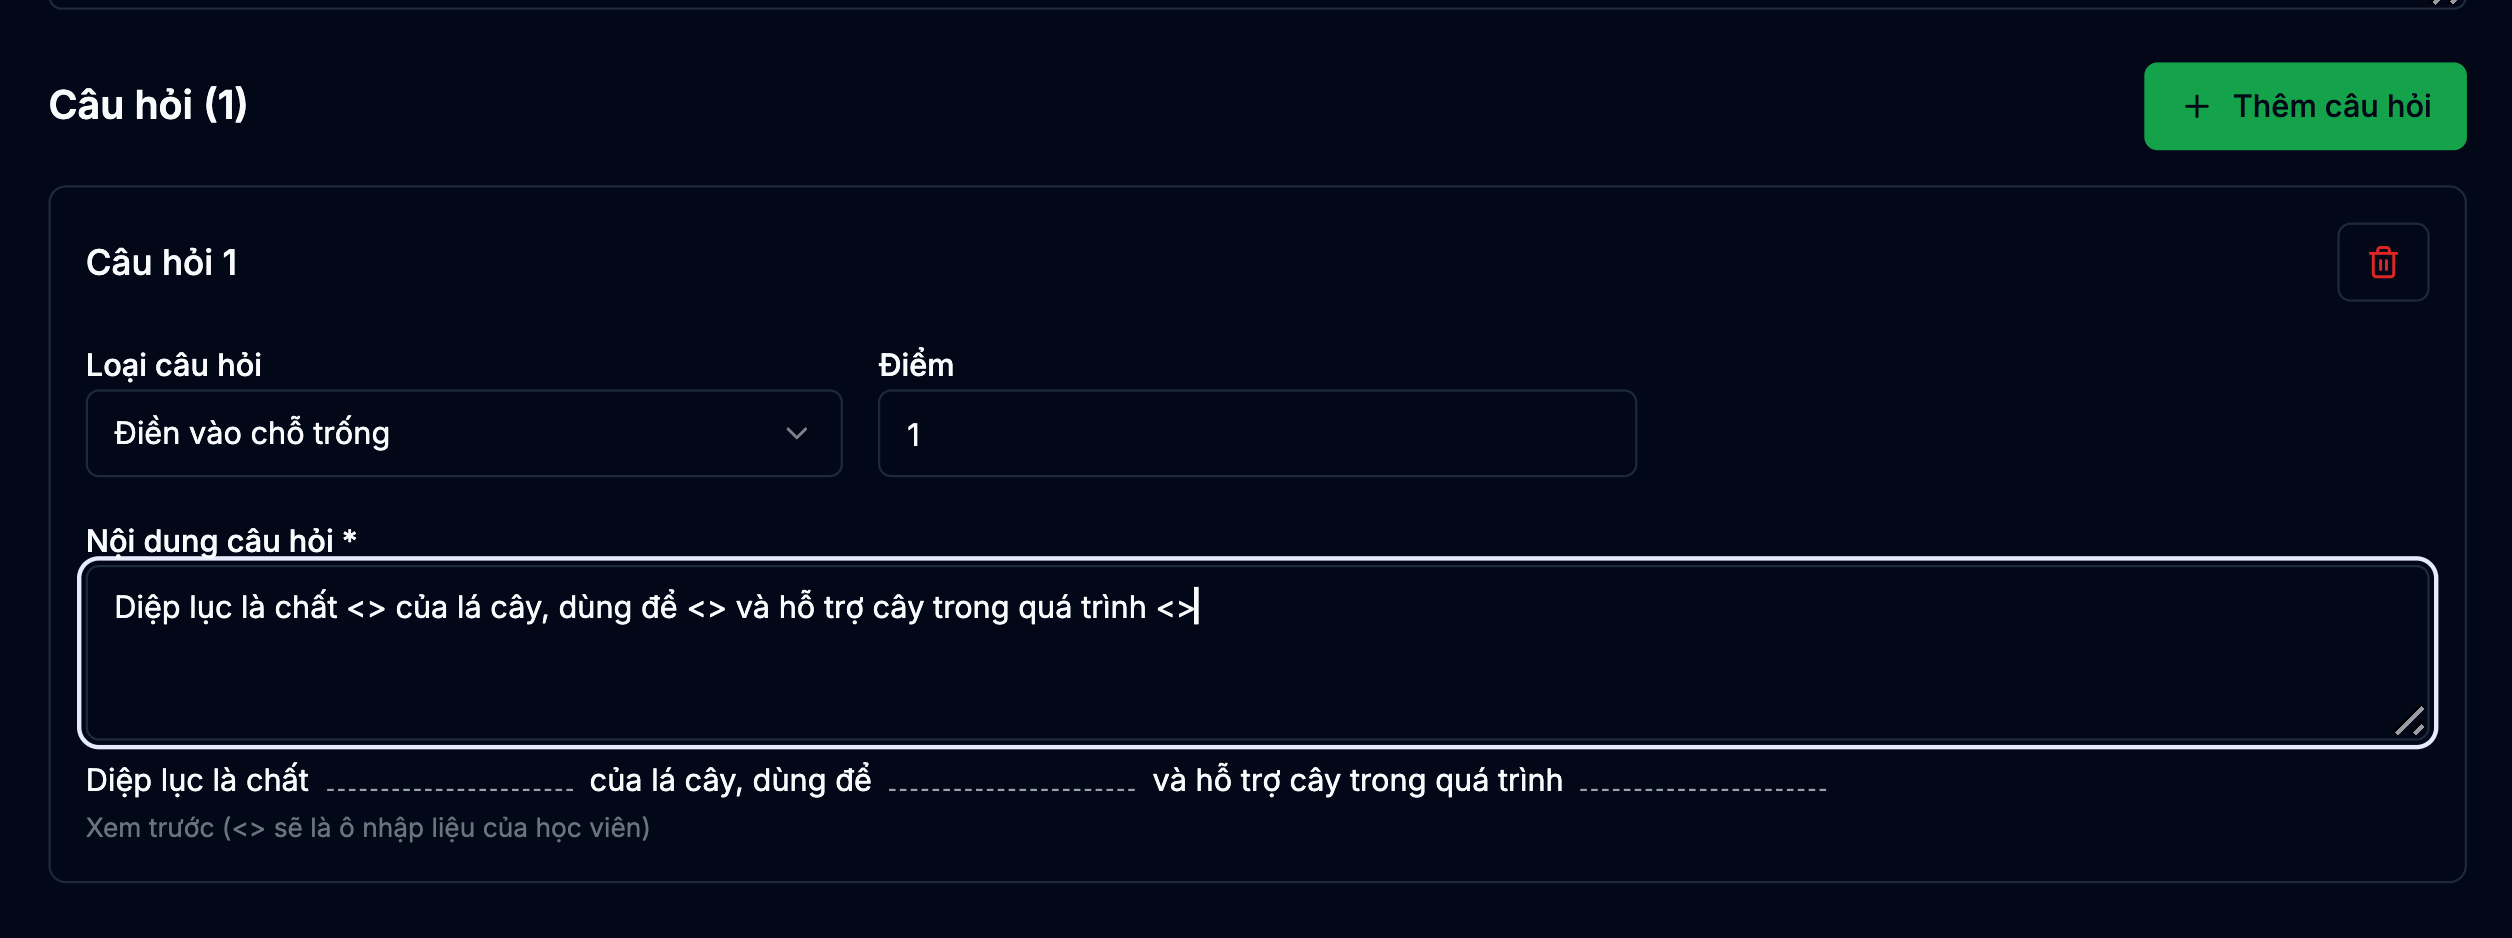 Câu hỏi (1)
+ Thêm câu hỏi
Câu hỏi 1
Loại câu hỏi
Điểm
Điền vào chỗ trống
1
Nội dung câu hỏi *
Diệp lục là chất <> của lá cây, dùng để <> và hỗ trợ cây trong quá trình <>
Diệp lục là chất ........................ của lá cây, dùng để ........................ và hỗ trợ cây trong quá trình ........................
Xem trước (<> sẽ là ô nhập liệu của học viên)